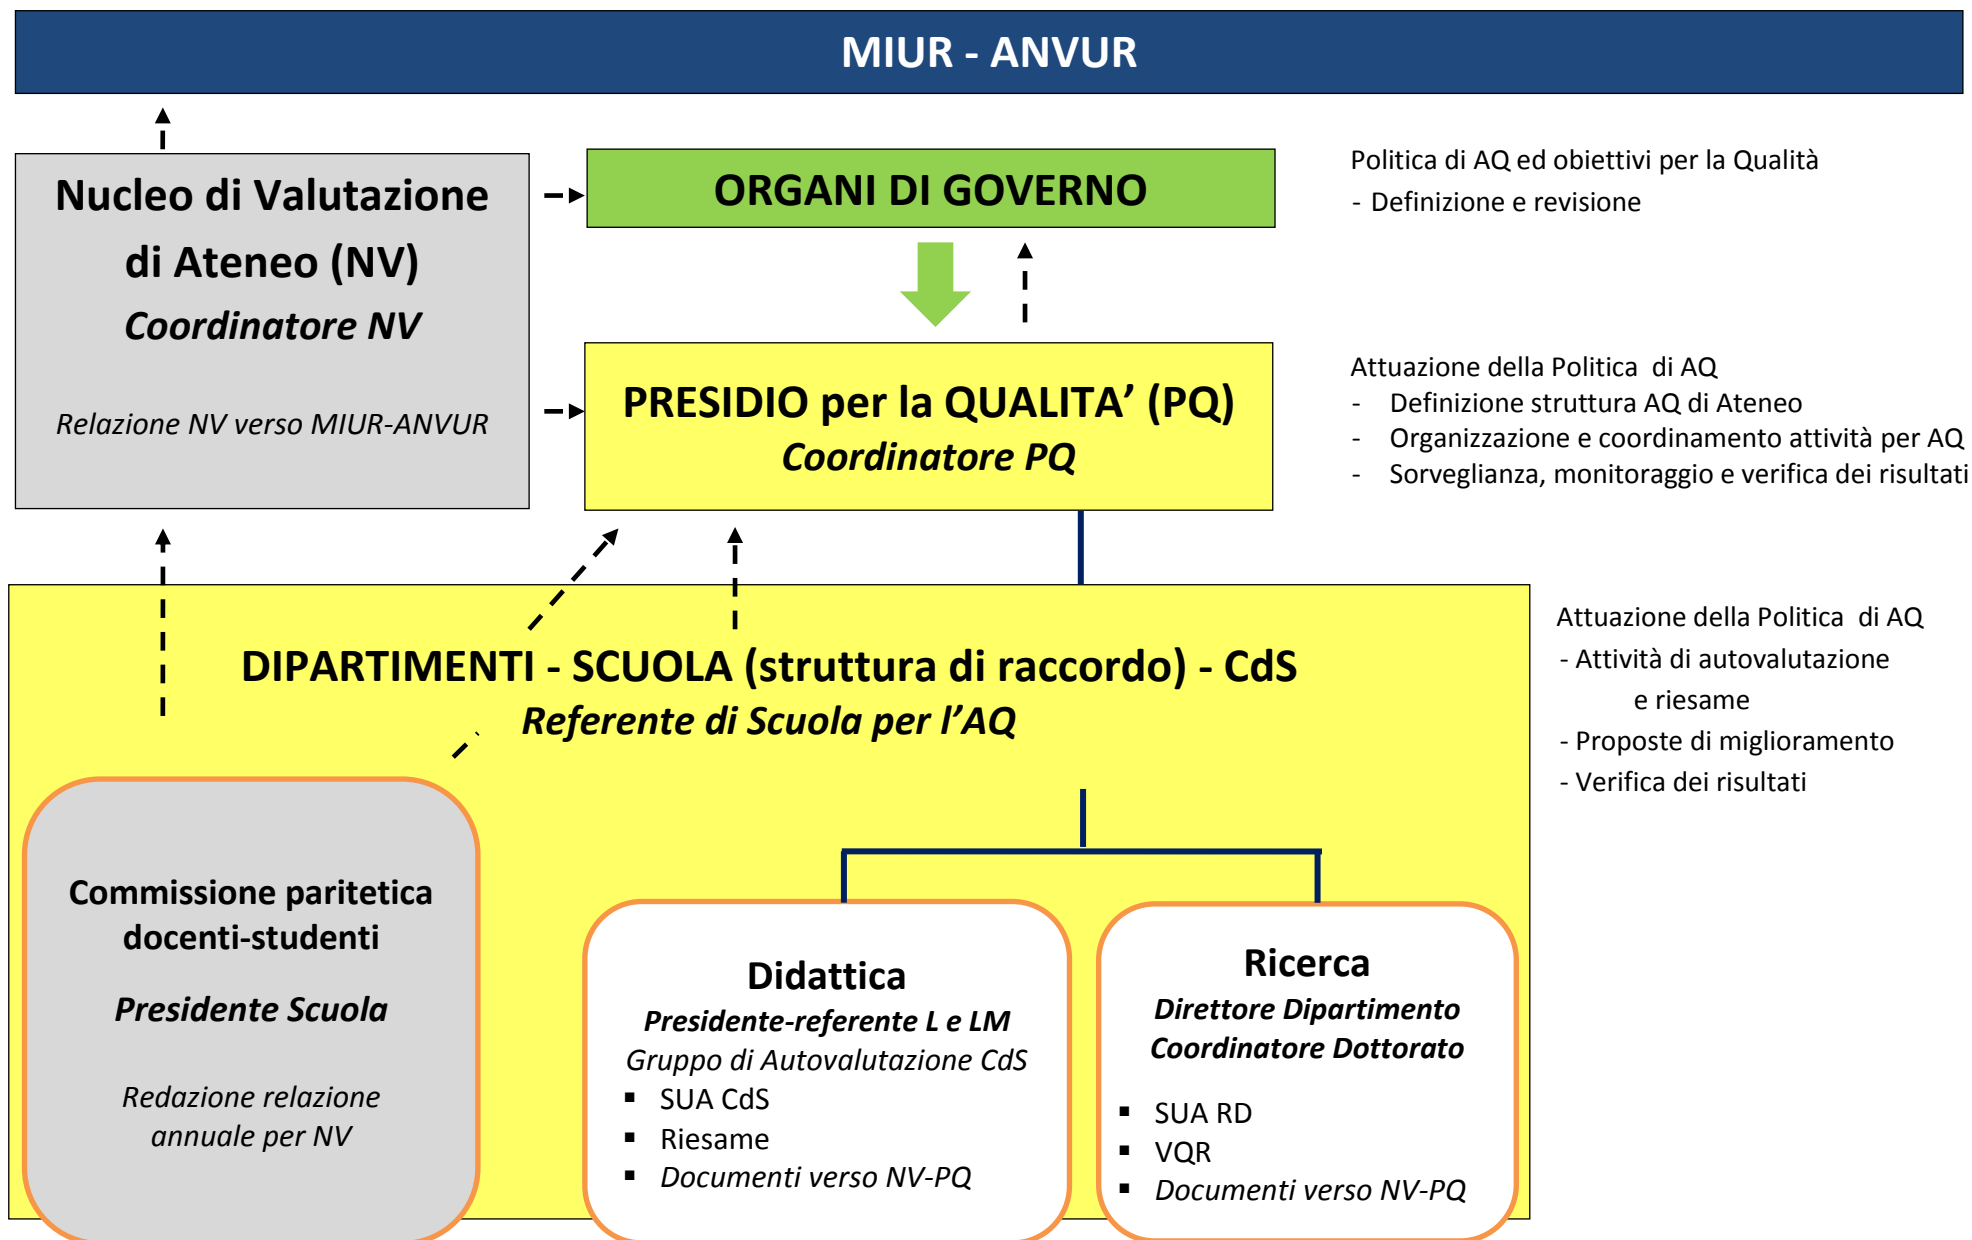 MIUR - ANVUR
Nucleo di Valutazione
di Ateneo (NV)
Coordinatore NV
Relazione NV verso MIUR-ANVUR
ORGANI DI GOVERNO
Politica di AQ ed obiettivi per la Qualità
- Definizione e revisione
PRESIDIO per la QUALITA’ (PQ)
Coordinatore PQ
Attuazione della Politica  di AQ
- Definizione struttura AQ di Ateneo
- Organizzazione e coordinamento attività per AQ
- Sorveglianza, monitoraggio e verifica dei risultati
DIPARTIMENTI - SCUOLA (struttura di raccordo) - CdS
Referente di Scuola per l’AQ
Attuazione della Politica  di AQ
- Attività di autovalutazione
e riesame
- Proposte di miglioramento
- Verifica dei risultati
Commissione paritetica
docenti-studenti
Presidente Scuola
Redazione relazione
annuale per NV
Didattica
Presidente-referente L e LM
Gruppo di Autovalutazione CdS
▪ SUA CdS
▪ Riesame
▪ Documenti verso NV-PQ
Ricerca
Direttore Dipartimento
Coordinatore Dottorato
▪ SUA RD
▪ VQR
▪ Documenti verso NV-PQ